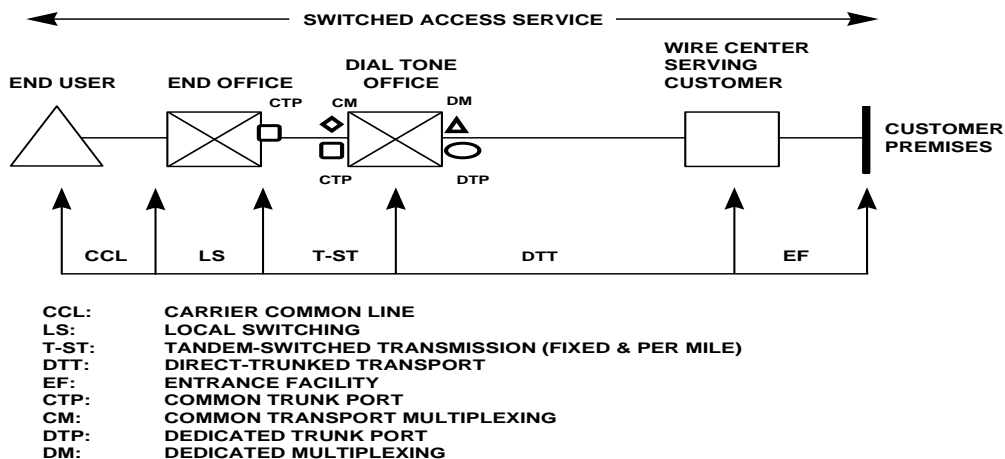 SWITCHED ACCESS SERVICE
WIRE CENTER
SERVING
CUSTOMER
DIAL TONE
OFFICE
END USER
END OFFICE
CTP
CM
DM
CUSTOMER
PREMISES
CTP
DTP
CCL
LS
T-ST
DTT
EF
CCL: CARRIER COMMON LINE
LS: LOCAL SWITCHING
T-ST: TANDEM-SWITCHED TRANSMISSION (FIXED & PER MILE)
DTT: DIRECT-TRUNKED TRANSPORT
EF: ENTRANCE FACILITY
CTP: COMMON TRUNK PORT
CM: COMMON TRANSPORT MULTIPLEXING
DTP: DEDICATED TRUNK PORT
DM: DEDICATED MULTIPLEXING